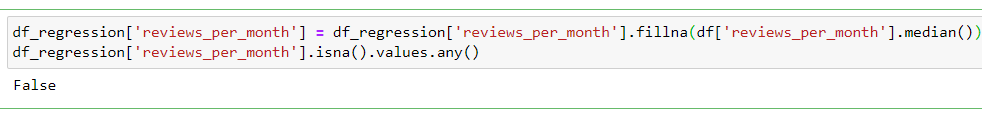 df_regression['reviews_per_month'] = df_regression['reviews_per_month'].fillna(df['reviews_per_month'].median())
df_regression['reviews_per_month'].isna().values.any()
False